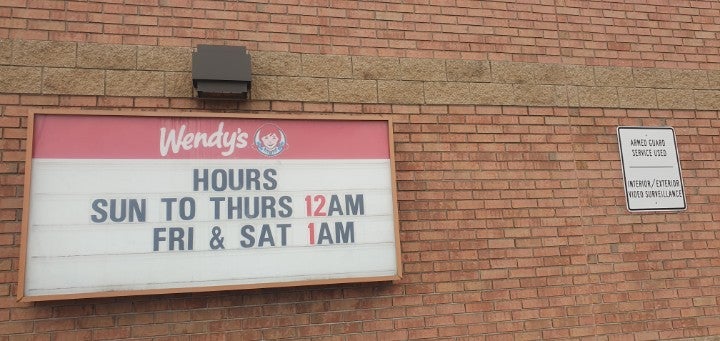 Wendy's
HOURS
SUN TO THURS 12AM
FRI & SAT 1AM
ARMED GUARD
SERVICE USED
INTERIOR/EXTERIOR
VIDEO SURVEILLANCE